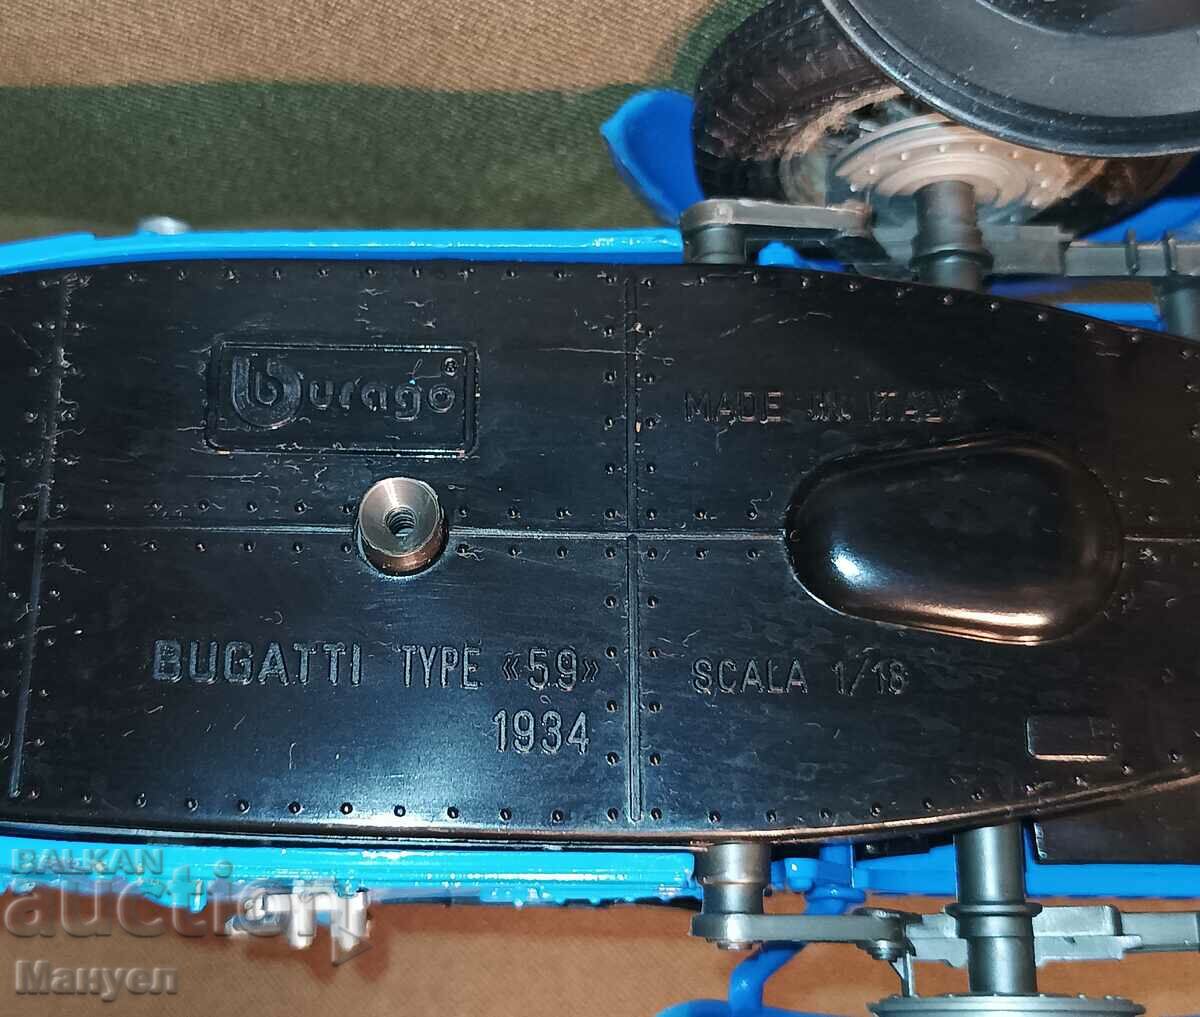 burago®
MADE IN ITALY
BUGATTI TYPE «59»
1934
SCALA 1/18
BALKAN
auction
Мануел